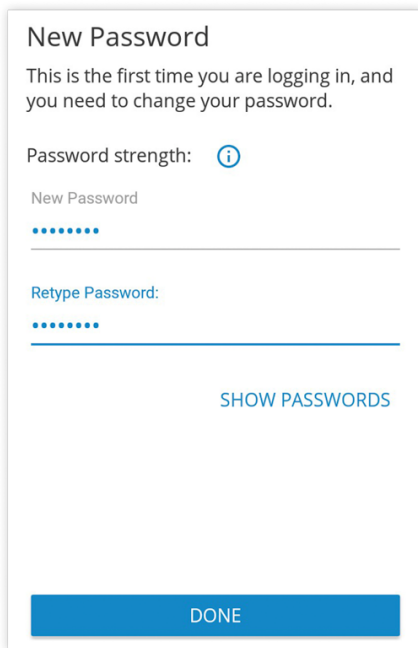 New Password
This is the first time you are logging in, and
you need to change your password.
Password strength:
New Password
••••••••
Retype Password:
••••••••
SHOW PASSWORDS
DONE